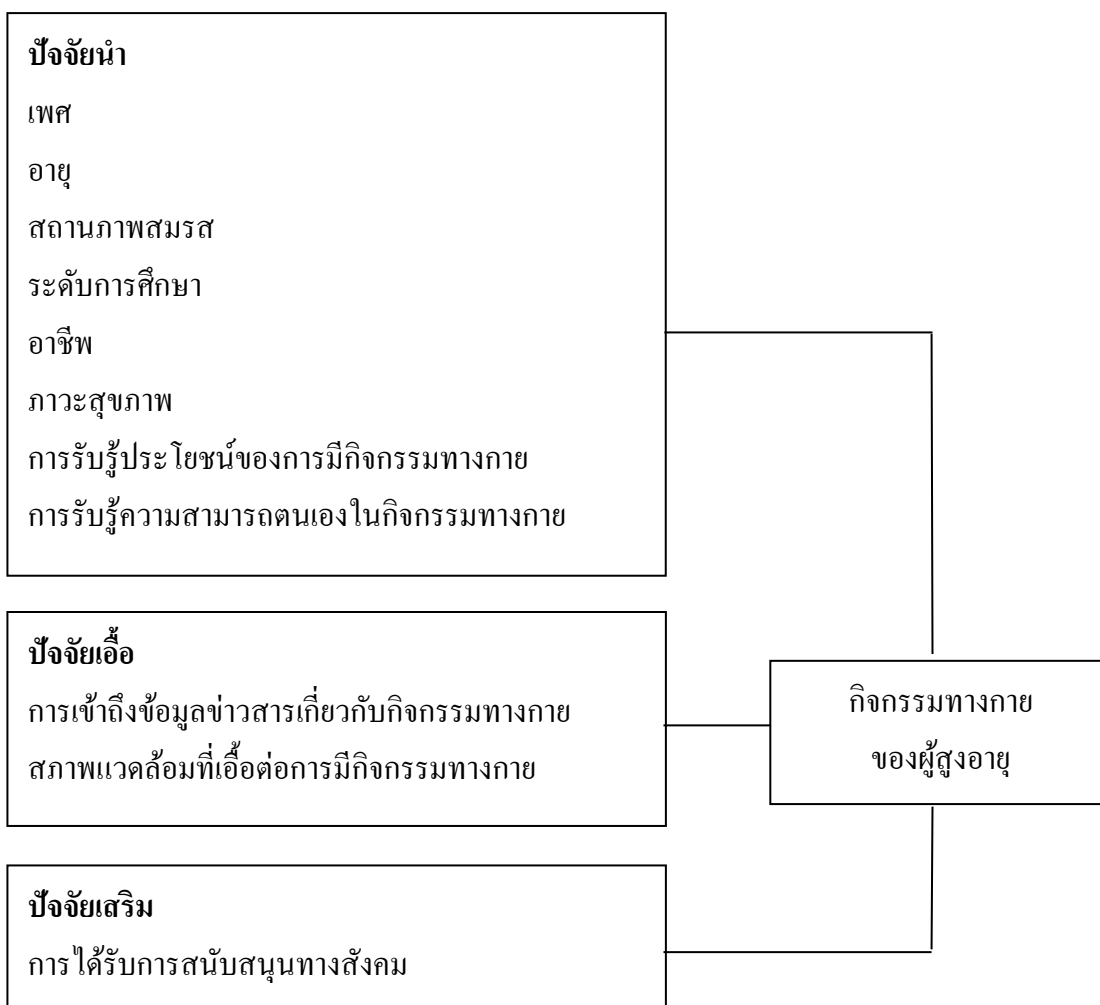 ปัจจัยนำ
เพศ
อายุ
สถานภาพสมรส
ระดับการศึกษา
อาชีพ
ภาวะสุขภาพ
การรับรู้ประโยชน์ของการมีกิจกรรมทางกาย
การรับรู้ความสามารถตนเองในกิจกรรมทางกาย
ปัจจัยเอื้อ
การเข้าถึงข้อมูลข่าวสารเกี่ยวกับกิจกรรมทางกาย
สภาพแวดล้อมที่เอื้อต่อการมีกิจกรรมทางกาย
กิจกรรมทางกาย
ของผู้สูงอายุ
ปัจจัยเสริม
การได้รับการสนับสนุนทางสังคม